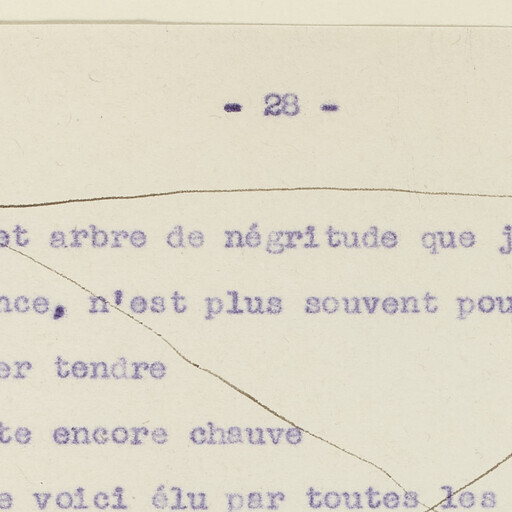 - 28 -
et arbre de négritude que j
nce, n'est plus souvent pou
er tendre
te encore chauve
e voici élu par toutes les